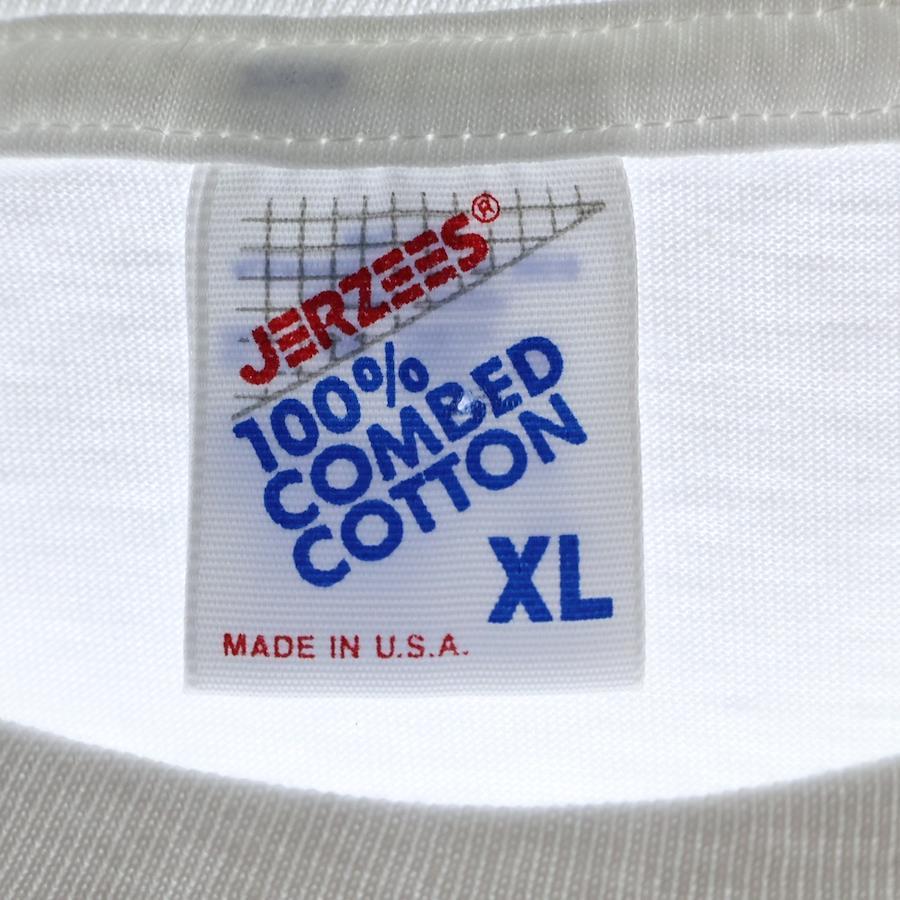 JERZEES®
100%
COMBED
COTTON
XL
MADE IN U.S.A.